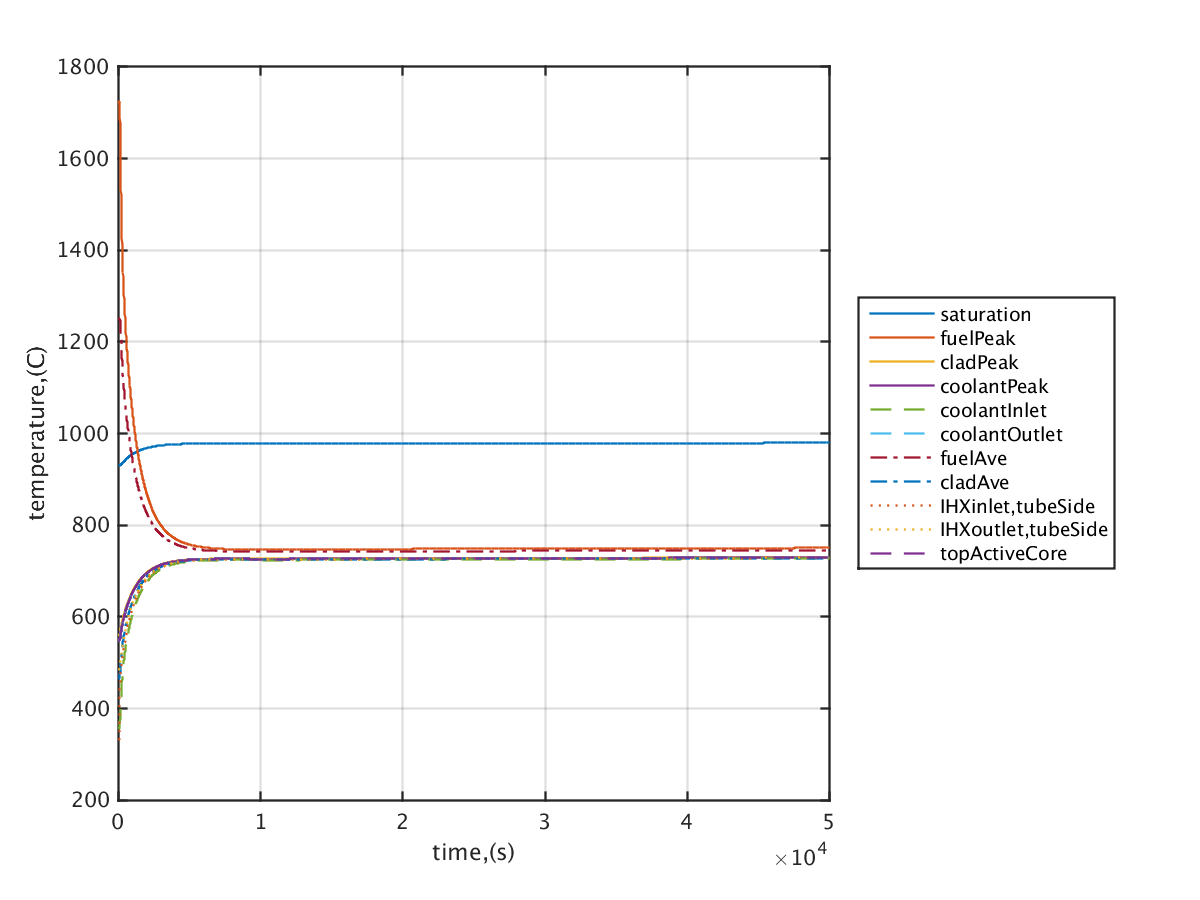 1800
1600
1400
1200
1000
800
600
400
200
temperature,(C)
0 1 2 3 4 5
time,(s)
×10^4
saturation
fuelPeak
cladPeak
coolantPeak
coolantInlet
coolantOutlet
fuelAve
cladAve
IHXinlet,tubeSide
IHXoutlet,tubeSide
topActiveCore